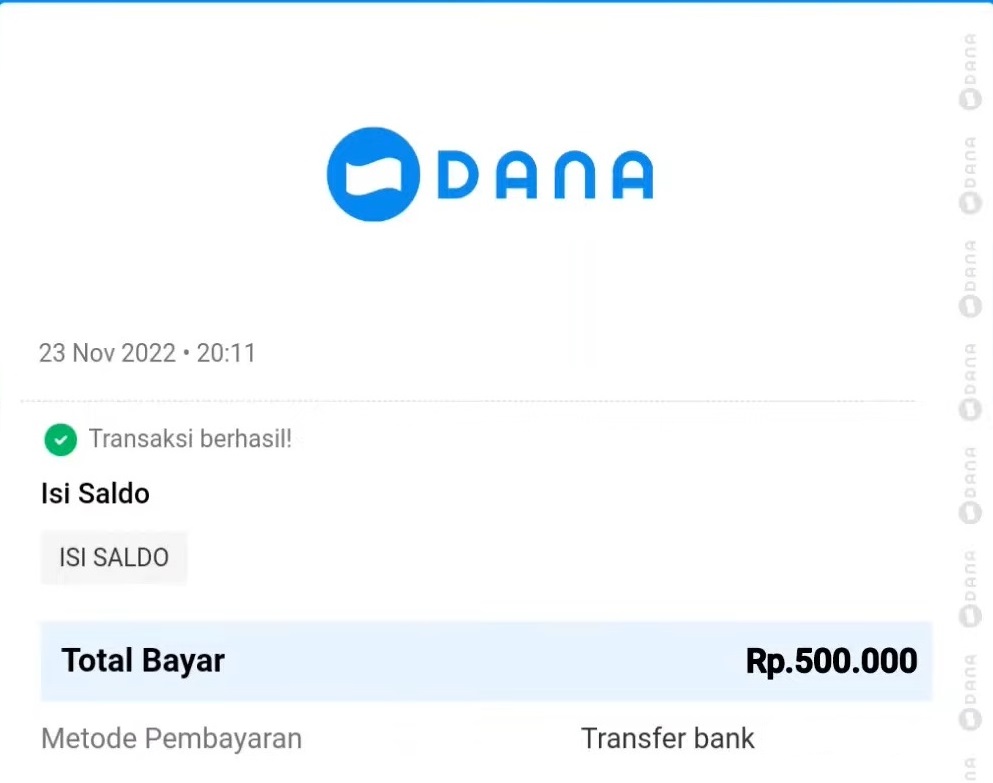 DANA
23 Nov 2022 • 20:11
Transaksi berhasil!
Isi Saldo
ISI SALDO
Total Bayar Rp.500.000
Metode Pembayaran Transfer bank
DANA
DANA
DANA
DANA
DANA
DANA
DANA